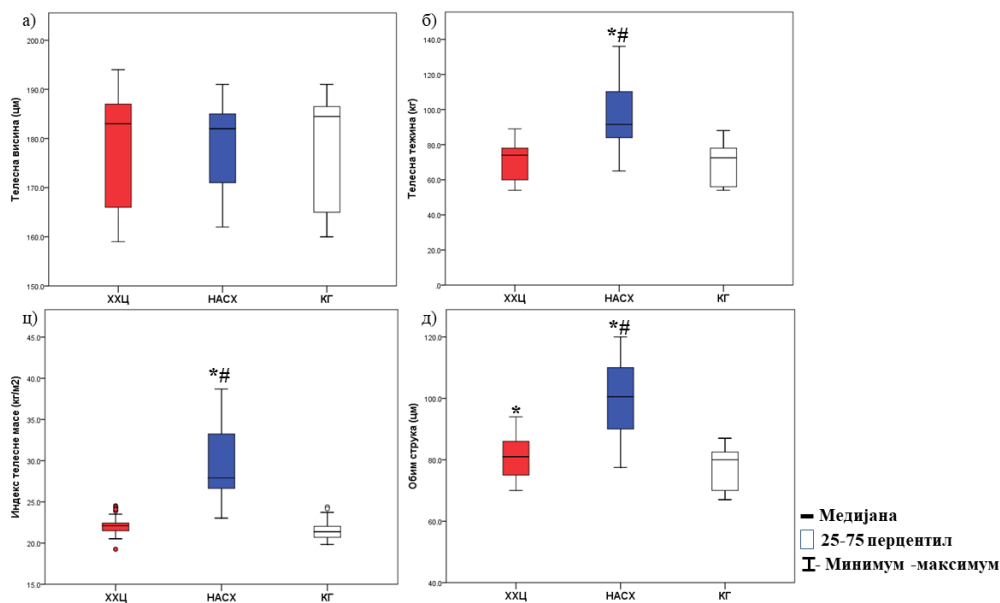 а)
Телесна висина (цм)
200.0
190.0
180.0
170.0
160.0
150.0
ХХЦ
НАСХ
КГ
б)
Телесна тежина (кг)
140.0
120.0
100.0
80.0
60.0
40.0
20.0
.0
*#
ХХЦ
НАСХ
КГ
ц)
Индекс телесне масе (кг/м2)
45.0
40.0
35.0
30.0
25.0
20.0
15.0
*#
ХХЦ
НАСХ
КГ
д)
Обим струка (цм)
120.0
100.0
80.0
60.0
40.0
*
*#
ХХЦ
НАСХ
КГ
Медијана
25-75 перцентил
- Минимум -максимум